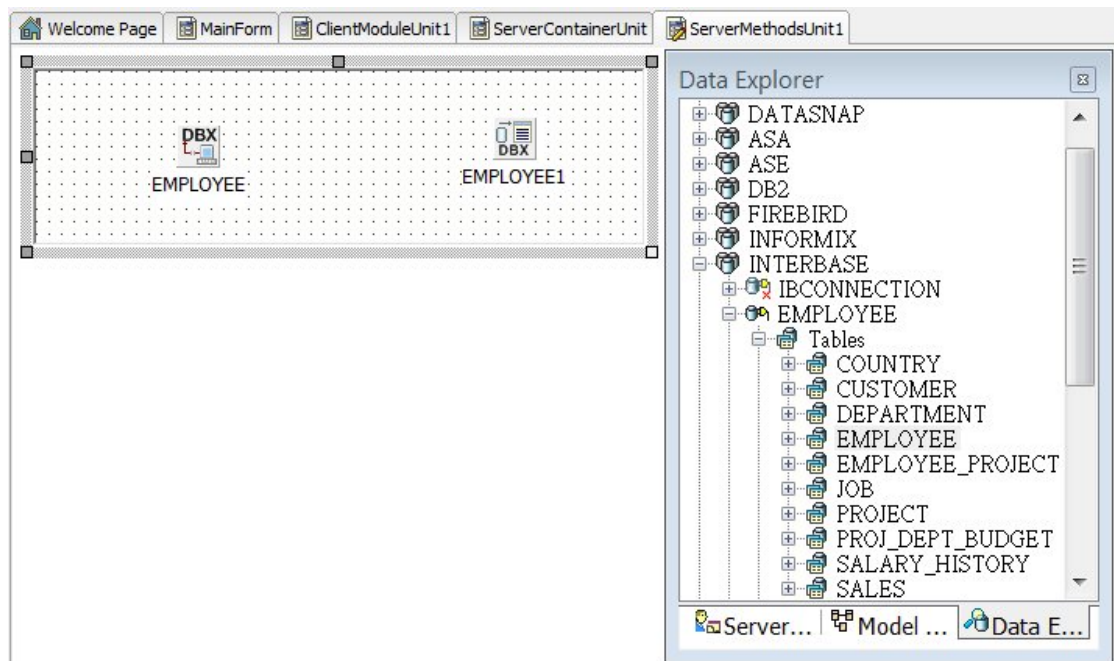 Welcome Page MainForm ClientModuleUnit1 ServerContainerUnit ServerMethodsUnit1
DBX
EMPLOYEE
DBX
EMPLOYEE1
Data Explorer
DATASNAP
ASA
ASE
DB2
FIREBIRD
INFORMIX
INTERBASE
IBCONNECTION
EMPLOYEE
Tables
COUNTRY
CUSTOMER
DEPARTMENT
EMPLOYEE
EMPLOYEE_PROJECT
JOB
PROJECT
PROJ_DEPT_BUDGET
SALARY_HISTORY
SALES
Server... Model ... Data E...